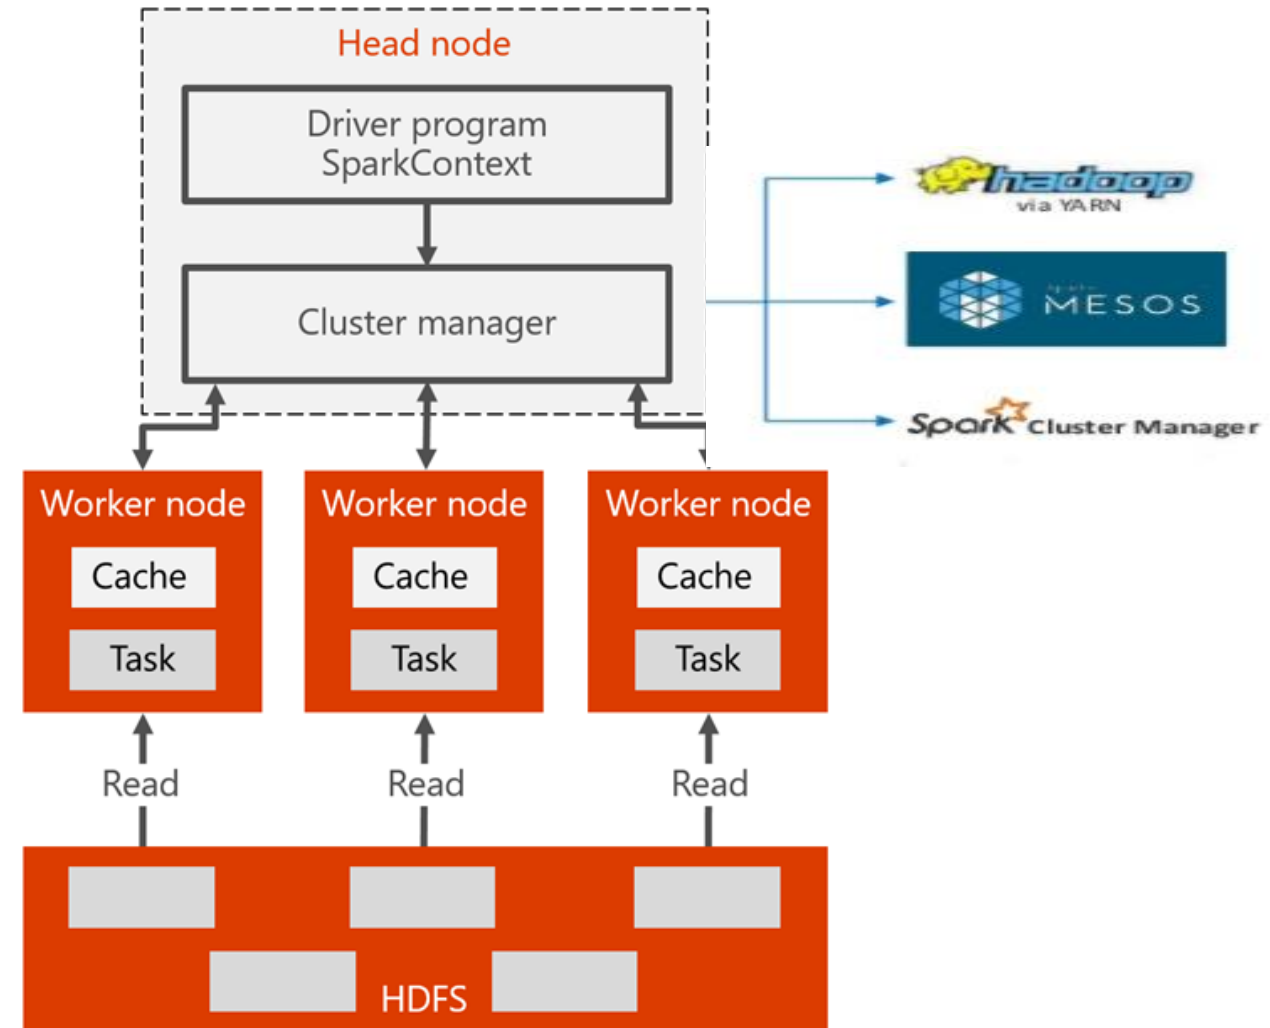 Head node
Driver program
SparkContext
Cluster manager
hadoop
via YARN
MESOS
Spark Cluster Manager
Worker node
Worker node
Worker node
Cache
Cache
Cache
Task
Task
Task
Read
Read
Read
HDFS